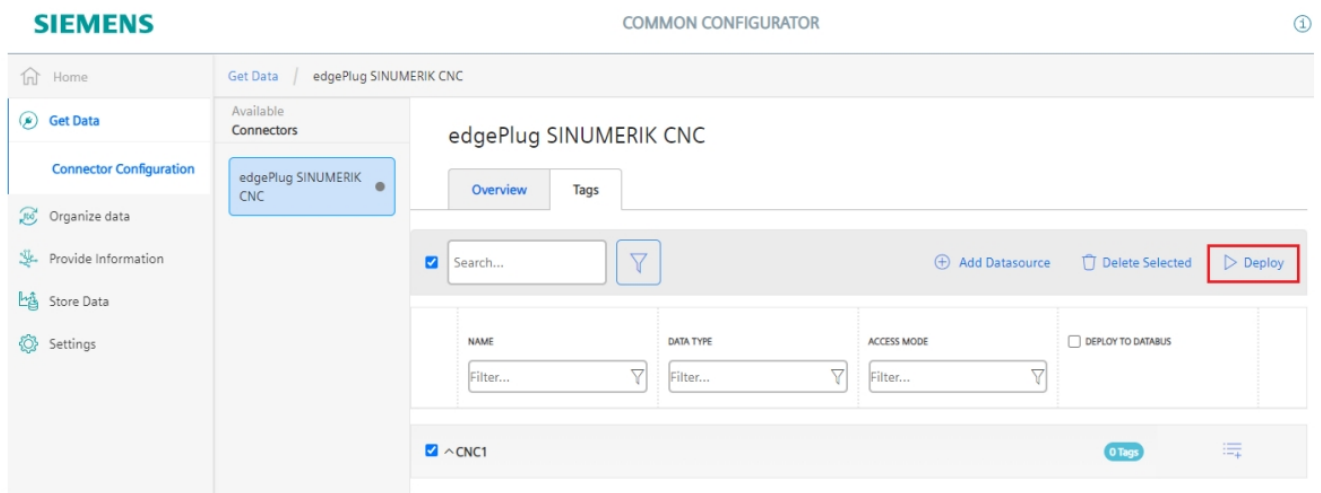 SIEMENS
COMMON CONFIGURATOR
1
Home
Get Data / edgePlug SINUMERIK CNC
Get Data
Connector Configuration
Organize data
Provide Information
Store Data
Settings
Available
Connectors
edgePlug SINUMERIK
CNC
edgePlug SINUMERIK CNC
Overview Tags
Search... Add Datasource Delete Selected Deploy
NAME DATA TYPE ACCESS MODE DEPLOY TO DATABUS
Filter... Filter... Filter...
CNC1 0 Tags